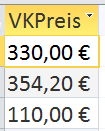 VKPreis
330,00 €
354,20 €
110,00 €